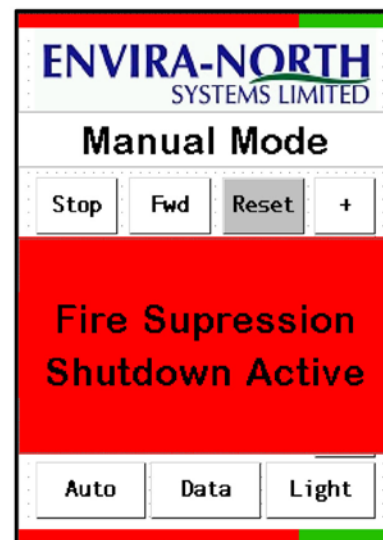 ENVIRA-NORTH
SYSTEMS LIMITED
Manual Mode
Stop Fwd Reset +
Fire Supression
Shutdown Active
Auto Data Light